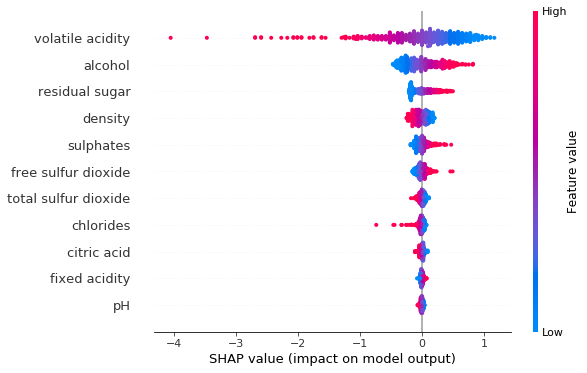 High
volatile acidity
alcohol
residual sugar
density
sulphates
free sulfur dioxide
total sulfur dioxide
chlorides
citric acid
fixed acidity
pH
Feature value
Low
−4 −3 −2 −1 0 1
SHAP value (impact on model output)